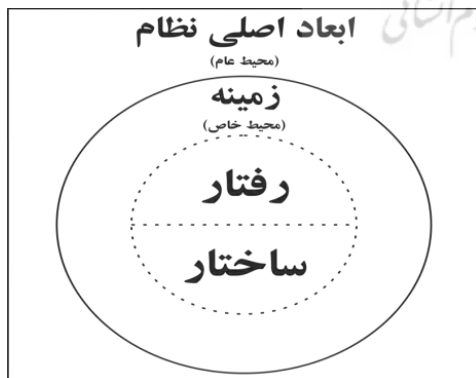 ابعاد اصلی نظام
(محیط عام)
زمینه
(محیط خاص)
رفتار
ساختار